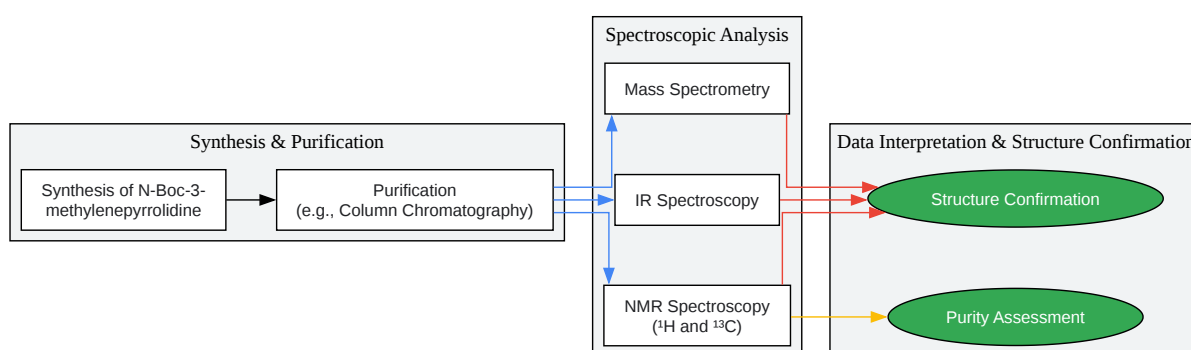 Synthesis & Purification
Synthesis of N-Boc-3-
methylenepyrrolidine
Purification
(e.g., Column Chromatography)
Spectroscopic Analysis
Mass Spectrometry
IR Spectroscopy
NMR Spectroscopy
(¹H and ¹³C)
Data Interpretation & Structure Confirmation
Structure Confirmation
Purity Assessment